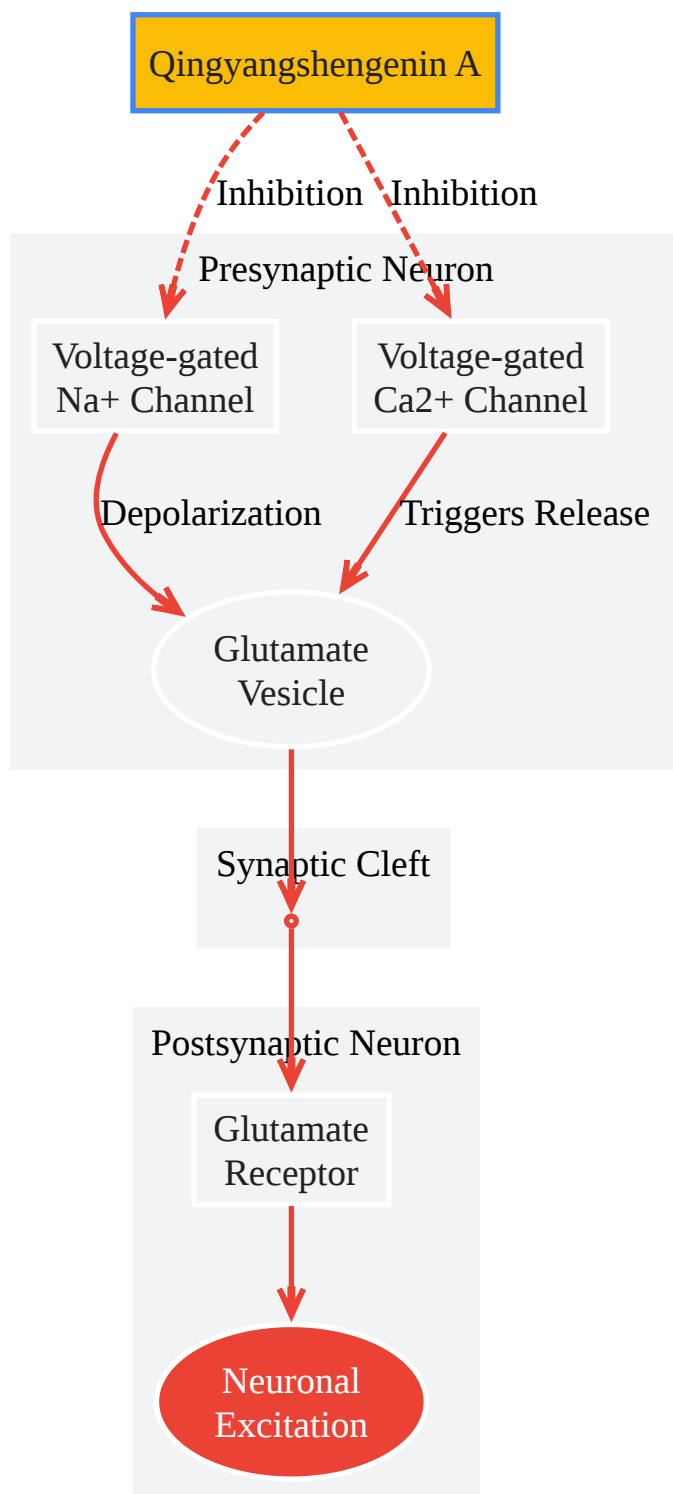 Qingyangshengenin A
Inhibition
Inhibition
Presynaptic Neuron
Voltage-gated
Na+ Channel
Voltage-gated
Ca2+ Channel
Depolarization
Triggers Release
Glutamate
Vesicle
Synaptic Cleft
Postsynaptic Neuron
Glutamate
Receptor
Neuronal
Excitation